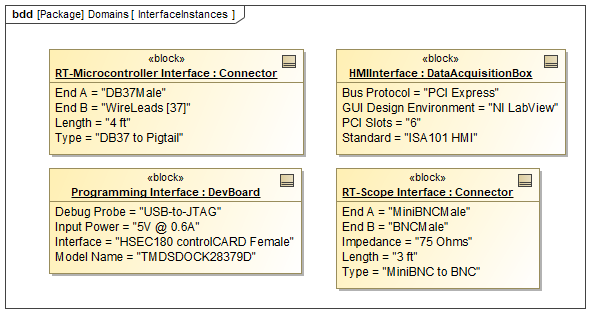 bdd [Package] Domains [ InterfaceInstances ]
«block»
RT-Microcontroller Interface : Connector
End A = "DB37Male"
End B = "WireLeads [37]"
Length = "4 ft"
Type = "DB37 to Pigtail"
«block»
HMIInterface : DataAcquisitionBox
Bus Protocol = "PCI Express"
GUI Design Environment = "NI LabView"
PCI Slots = "6"
Standard = "ISA101 HMI"
«block»
Programming Interface : DevBoard
Debug Probe = "USB-to-JTAG"
Input Power = "5V @ 0.6A"
Interface = "HSEC180 controlCARD Female"
Model Name = "TMDSDOCK28379D"
«block»
RT-Scope Interface : Connector
End A = "MiniBNCMale"
End B = "BNCMale"
Impedance = "75 Ohms"
Length = "3 ft"
Type = "MiniBNC to BNC"